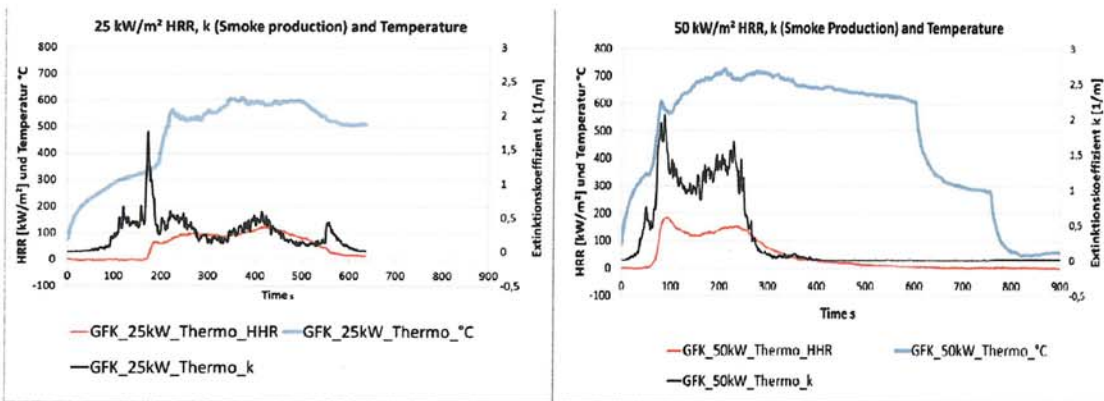 25 kW/m² HRR, k (Smoke production) and Temperature
HRR [kW/m²] und Temperatur °C
800
700
600
500
400
300
200
100
0
-100
3
2,5
2
1,5
1
0,5
0
-0,5
Extinktionskoeffizient k [1/m]
0 100 200 300 400 500 600 700 800 900
Time s
GFK_25kW_Thermo_HHR GFK_25kW_Thermo_°C
GFK_25kW_Thermo_k
50 kW/m² HRR, k (Smoke Production) and Temperature
HRR [kW/m²] und Temperatur °C
800
700
600
500
400
300
200
100
0
-100
3
2,5
2
1,5
1
0,5
0
-0,5
Extinktionskoeffizient k [1/m]
0 100 200 300 400 500 600 700 800 900
Time s
GFK_50kW_Thermo_HHR GFK_50kW_Thermo_°C
GFK_50kW_Thermo_k